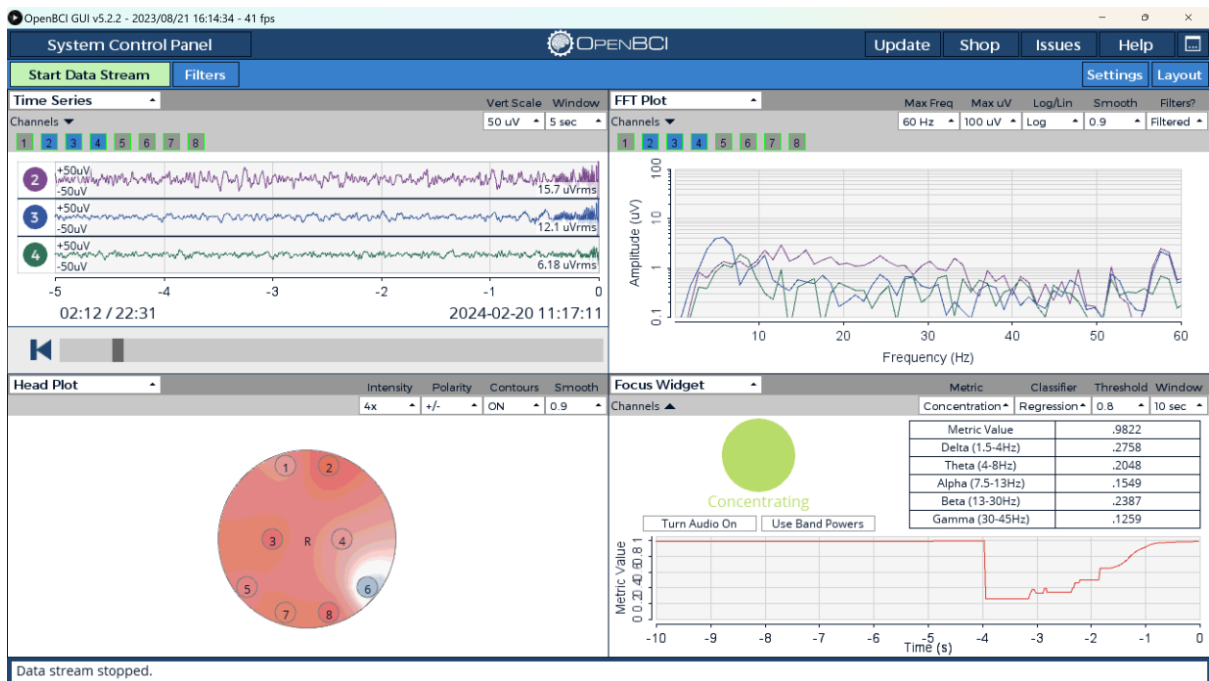 OpenBCI GUI v5.2.2 - 2023/08/21 16:14:34 - 41 fps
System Control Panel
OPENBCI
Update Shop Issues Help
Start Data Stream Filters
Settings Layout
Time Series
Vert Scale Window
Channels 50 uV 5 sec
1 2 3 4 5 6 7 8
2 +50uV -50uV 15.7 uVrms
3 +50uV -50uV 12.1 uVrms
4 +50uV -50uV 6.18 uVrms
-5 -4 -3 -2 -1 0
02:12 / 22:31 2024-02-20 11:17:11
FFT Plot
Max Freq Max uV Log/Lin Smooth Filters?
Channels 60 Hz 100 uV Log 0.9 Filtered
1 2 3 4 5 6 7 8
Amplitude (uV)
100
10
1
0.1
10 20 30 40 50 60
Frequency (Hz)
Head Plot
Intensity Polarity Contours Smooth
4x +/- ON 0.9
1 2
3 R 4
5 6
7 8
Focus Widget
Metric Classifier Threshold Window
Channels Concentration Regression 0.8 10 sec
Concentrating
Turn Audio On Use Band Powers
Metric Value .9822
Delta (1.5-4Hz) .2758
Theta (4-8Hz) .2048
Alpha (7.5-13Hz) .1549
Beta (13-30Hz) .2387
Gamma (30-45Hz) .1259
Metric Value
0 0.2 0.4 0.6 0.8 1
-10 -9 -8 -7 -6 -5 -4 -3 -2 -1 0
Time (s)
Data stream stopped.